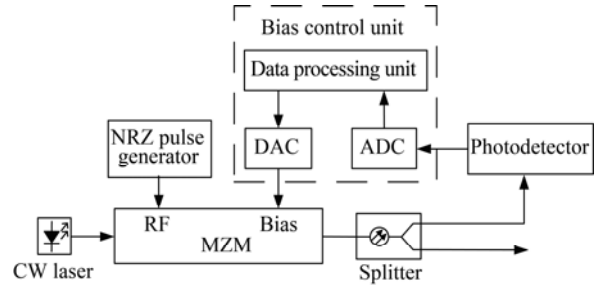 Bias control unit
Data processing unit
NRZ pulse
generator
DAC
ADC
Photodetector
RF
Bias
MZM
CW laser
Splitter